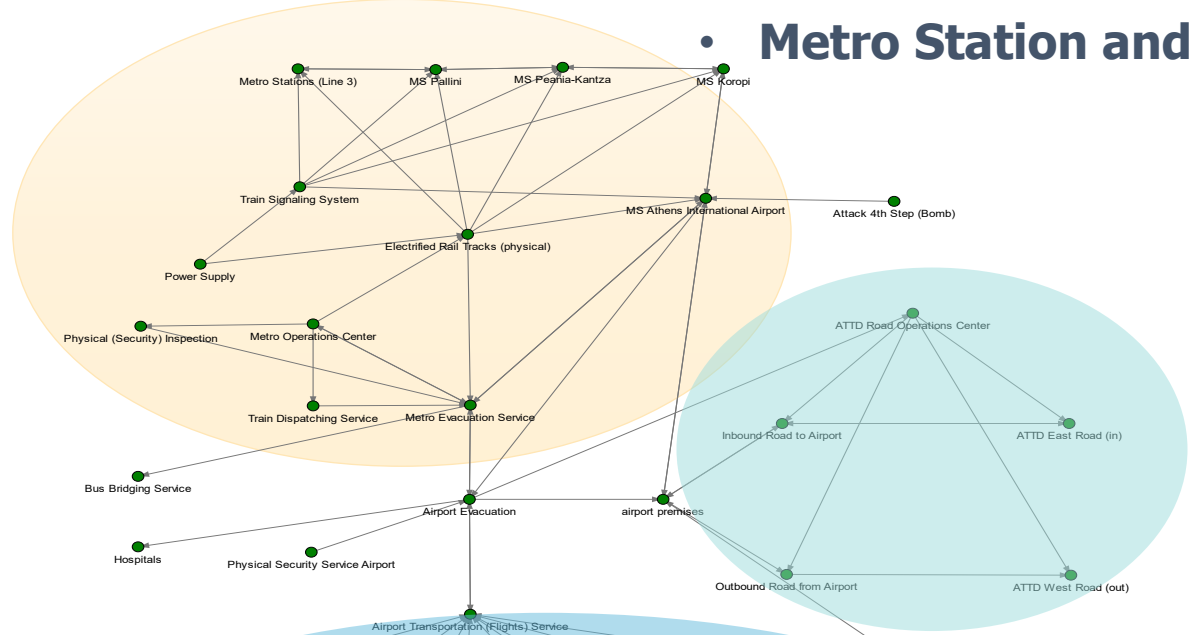 • Metro Station and
Metro Stations (Line 3)
MS Pallini
MS Peania-Kantza
MS Koropi
Train Signaling System
MS Athens International Airport
Attack 4th Step (Bomb)
Electrified Rail Tracks (physical)
Power Supply
Physical (Security) Inspection
Metro Operations Center
ATTD Road Operations Center
Train Dispatching Service
Metro Evacuation Service
Inbound Road to Airport
ATTD East Road (in)
Bus Bridging Service
Airport Evacuation
airport premises
Hospitals
Physical Security Service Airport
Outbound Road from Airport
ATTD West Road (out)
Airport Transportation (Flights) Service